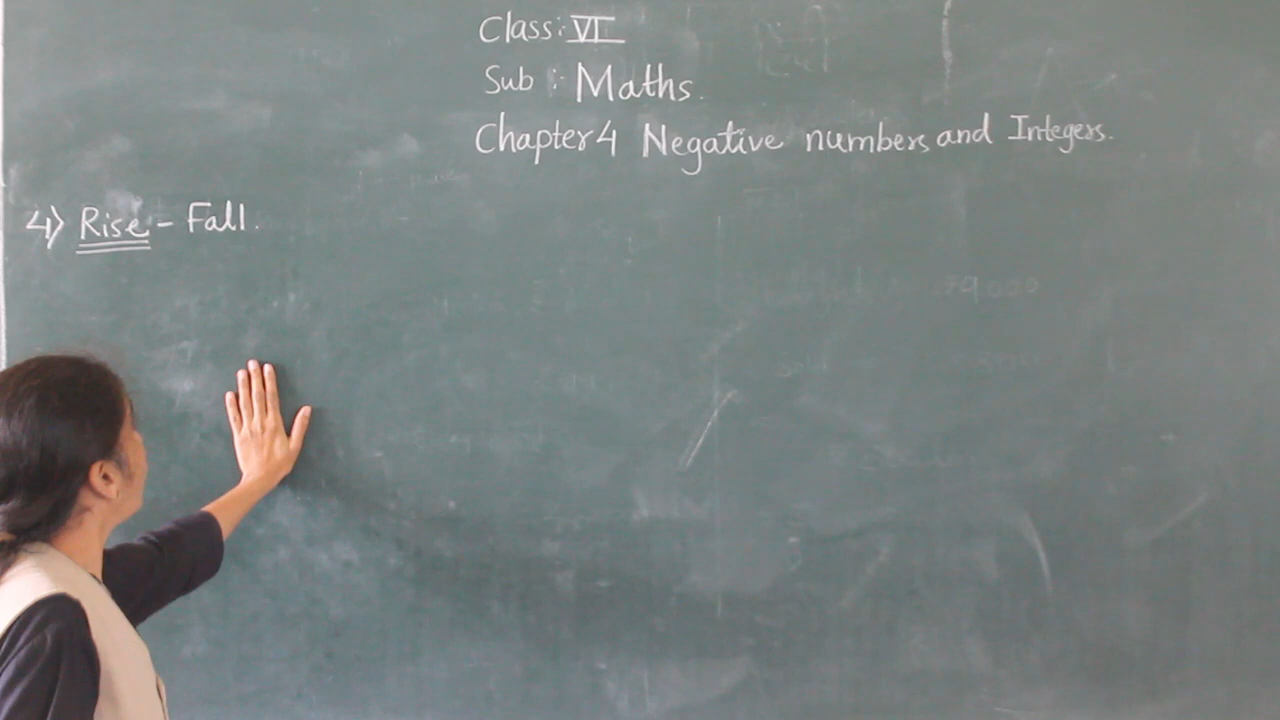 Class: VI
Sub : Maths.
Chapter 4 Negative numbers and Integers.
4) Rise - Fall.